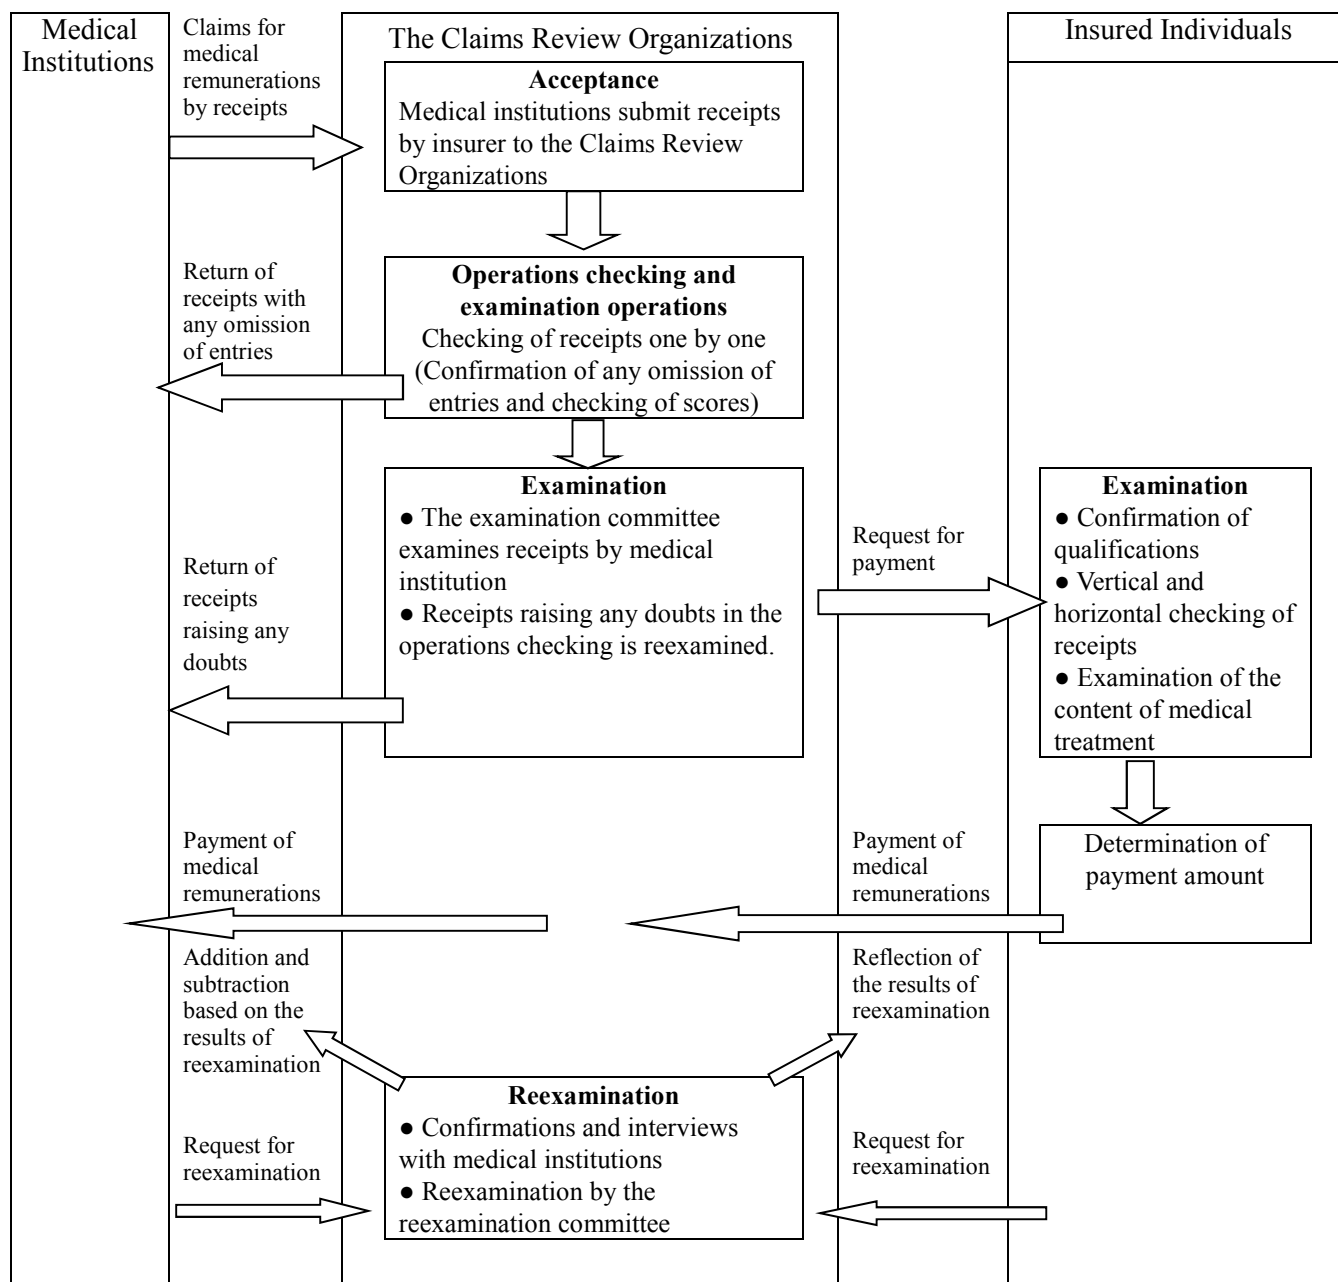 Medical
Institutions
Claims for
medical
remunerations
by receipts
The Claims Review Organizations
Insured Individuals
Acceptance
Medical institutions submit receipts
by insurer to the Claims Review
Organizations
Return of
receipts with
any omission
of entries
Operations checking and
examination operations
Checking of receipts one by one
(Confirmation of any omission of
entries and checking of scores)
Return of
receipts
raising any
doubts
Examination
● The examination committee
examines receipts by medical
institution
● Receipts raising any doubts in the
operations checking is reexamined.
Request for
payment
Examination
● Confirmation of
qualifications
● Vertical and
horizontal checking of
receipts
● Examination of the
content of medical
treatment
Payment of
medical
remunerations
Payment of
medical
remunerations
Determination of
payment amount
Addition and
subtraction
based on the
results of
reexamination
Reflection of
the results of
reexamination
Request for
reexamination
Reexamination
● Confirmations and interviews
with medical institutions
● Reexamination by the
reexamination committee
Request for
reexamination